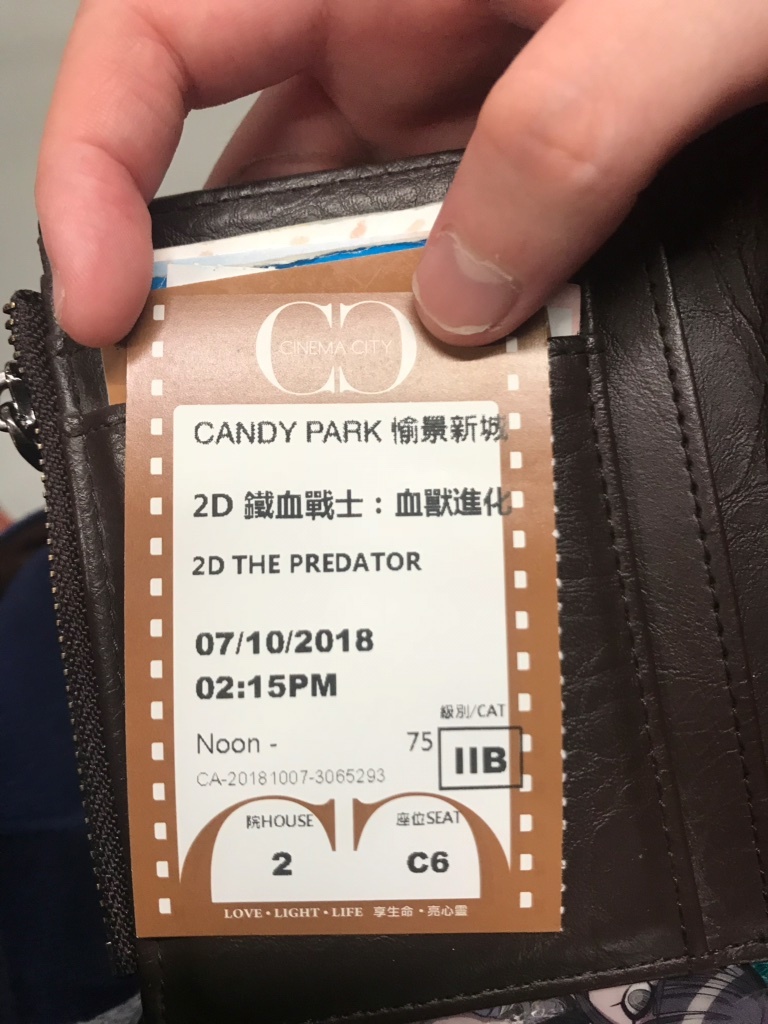 CINEMA CITY
CANDY PARK 愉景新城
2D 鐵血戰士：血獸進化
2D THE PREDATOR
07/10/2018
02:15PM
級別/CAT
Noon - 75 IIB
CA-20181007-3065293
院HOUSE 座位SEAT
2 C6
LOVE • LIGHT • LIFE 享生命・亮心靈